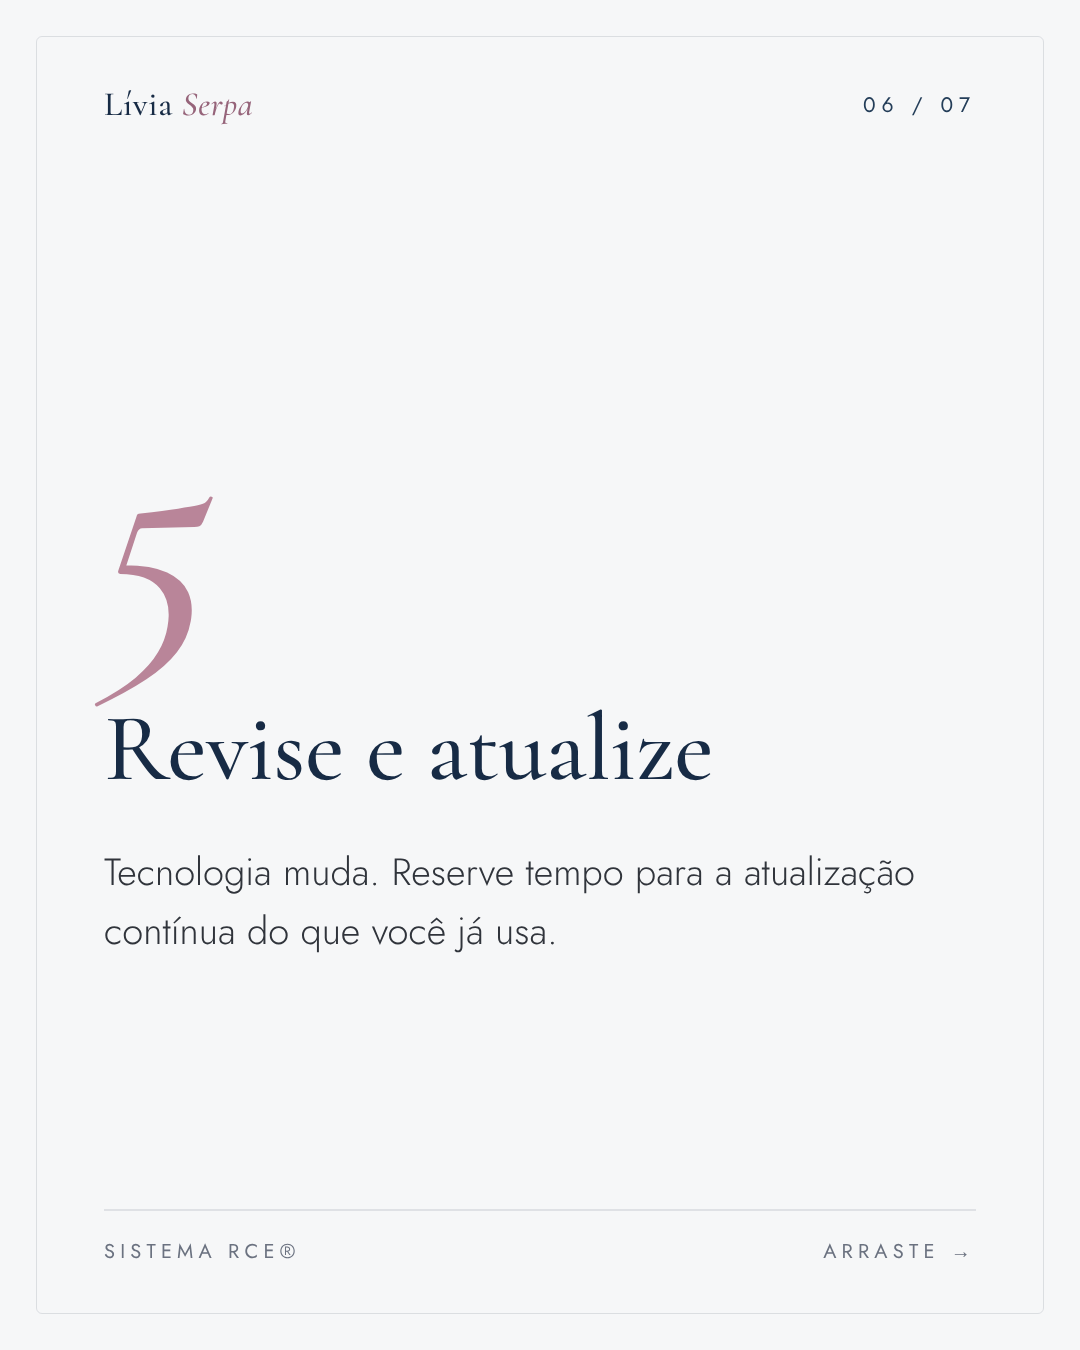 Lívia Serpa
06 / 07
5
Revise e atualize
Tecnologia muda. Reserve tempo para a atualização
contínua do que você já usa.
SISTEMA RCE®
ARRASTE →